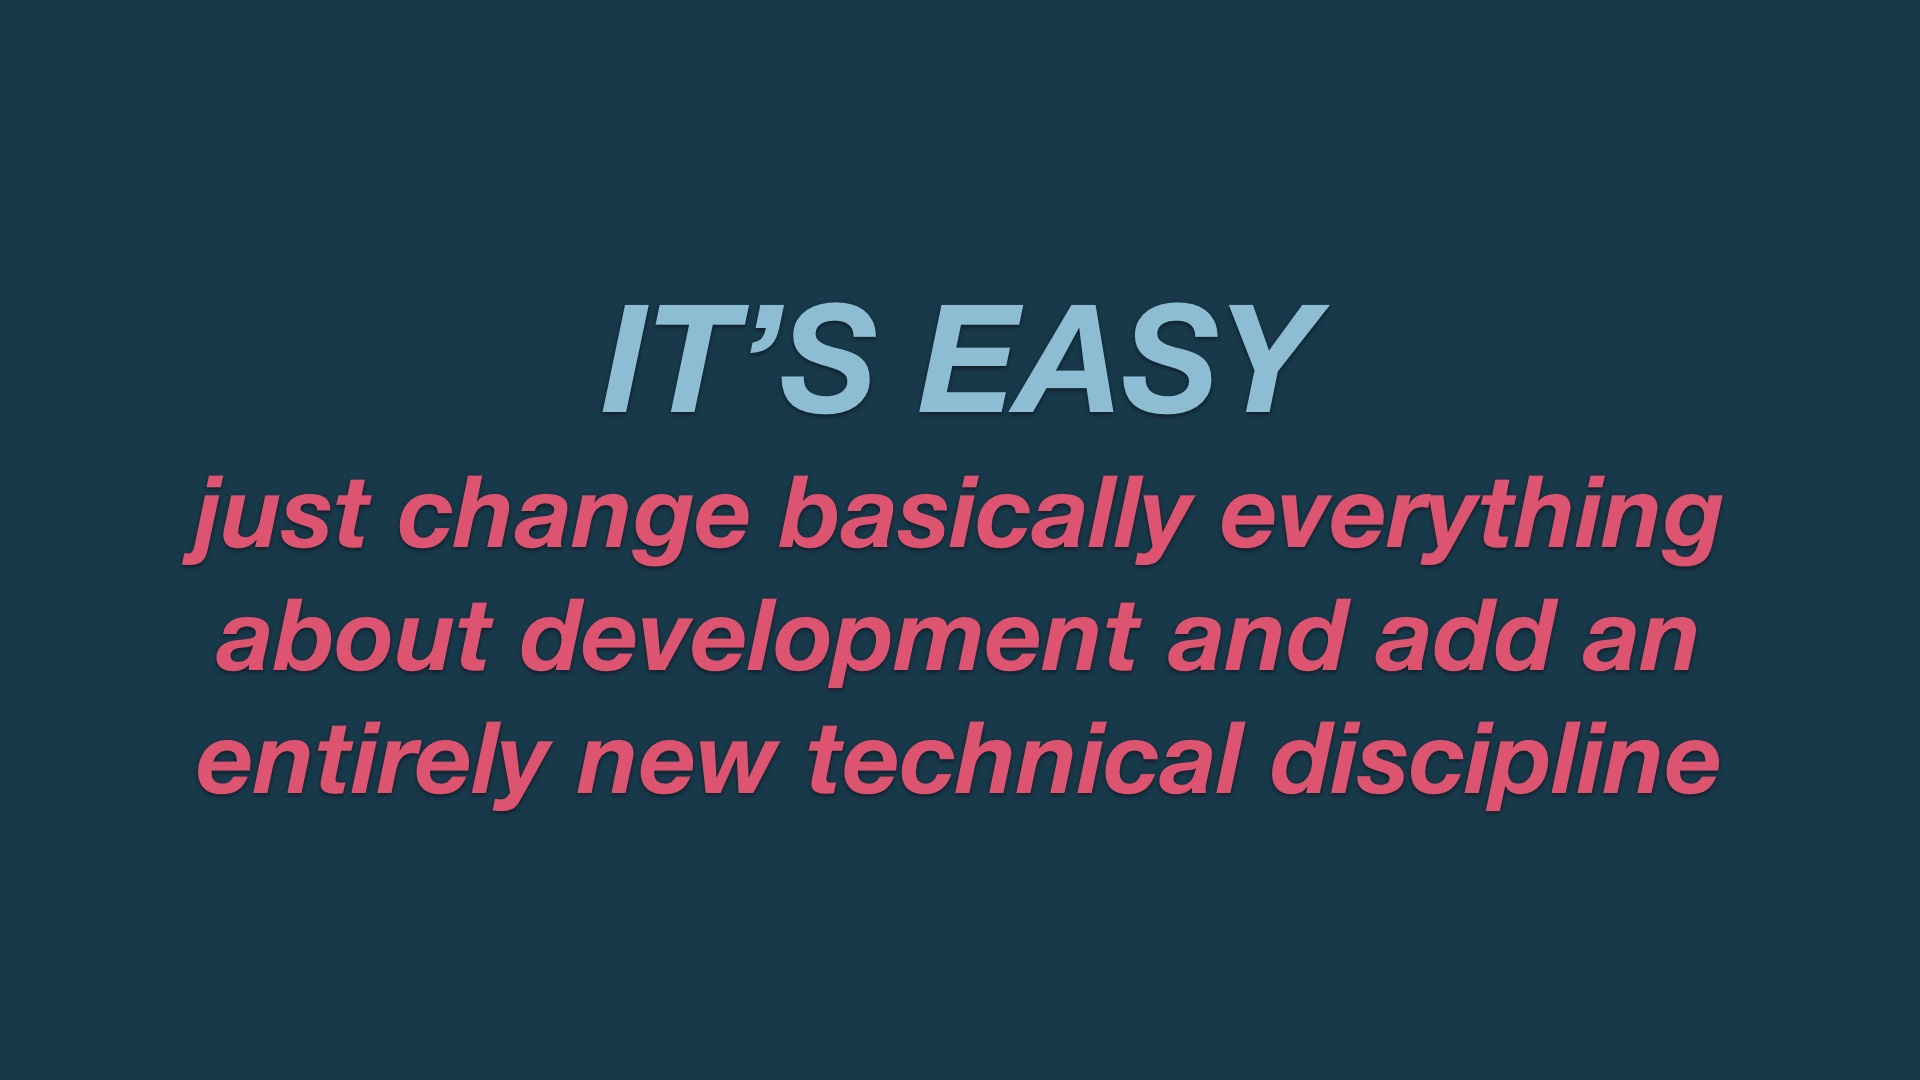 IT’S EASY
just change basically everything
about development and add an
entirely new technical discipline